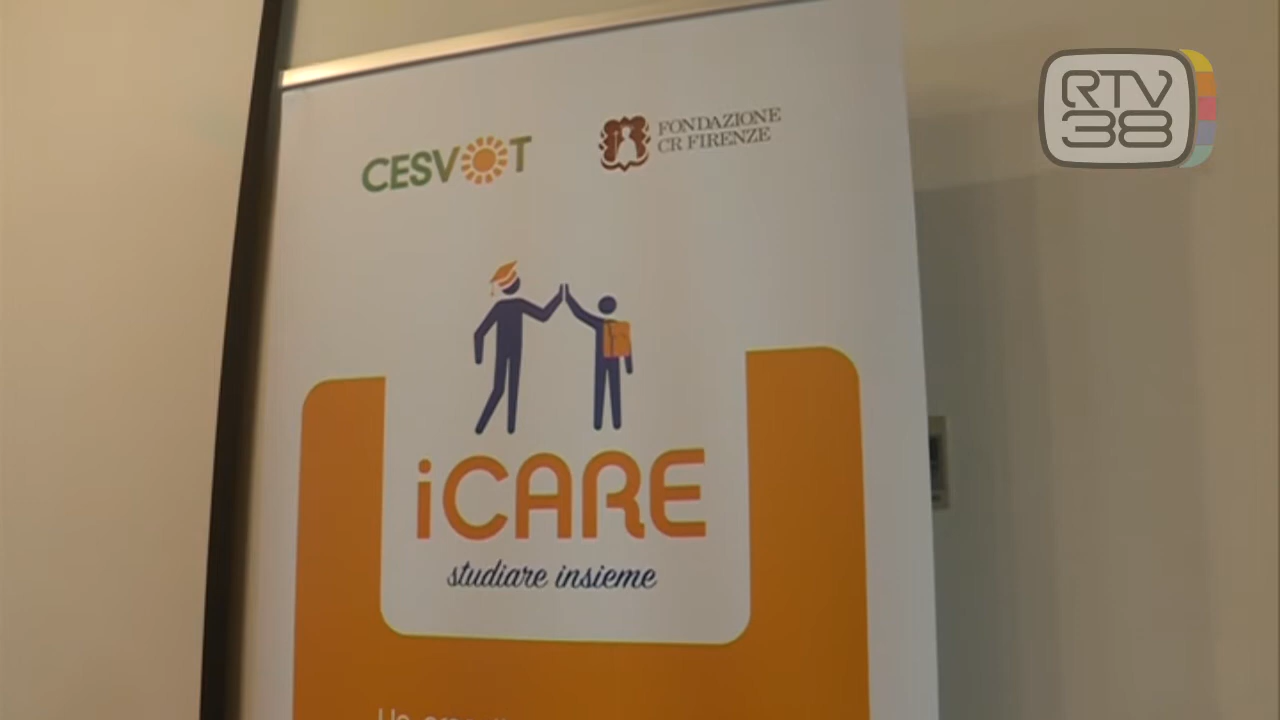 RTV
38
CESVOT
FONDAZIONE
CR FIRENZE
iCARE
studiare insieme